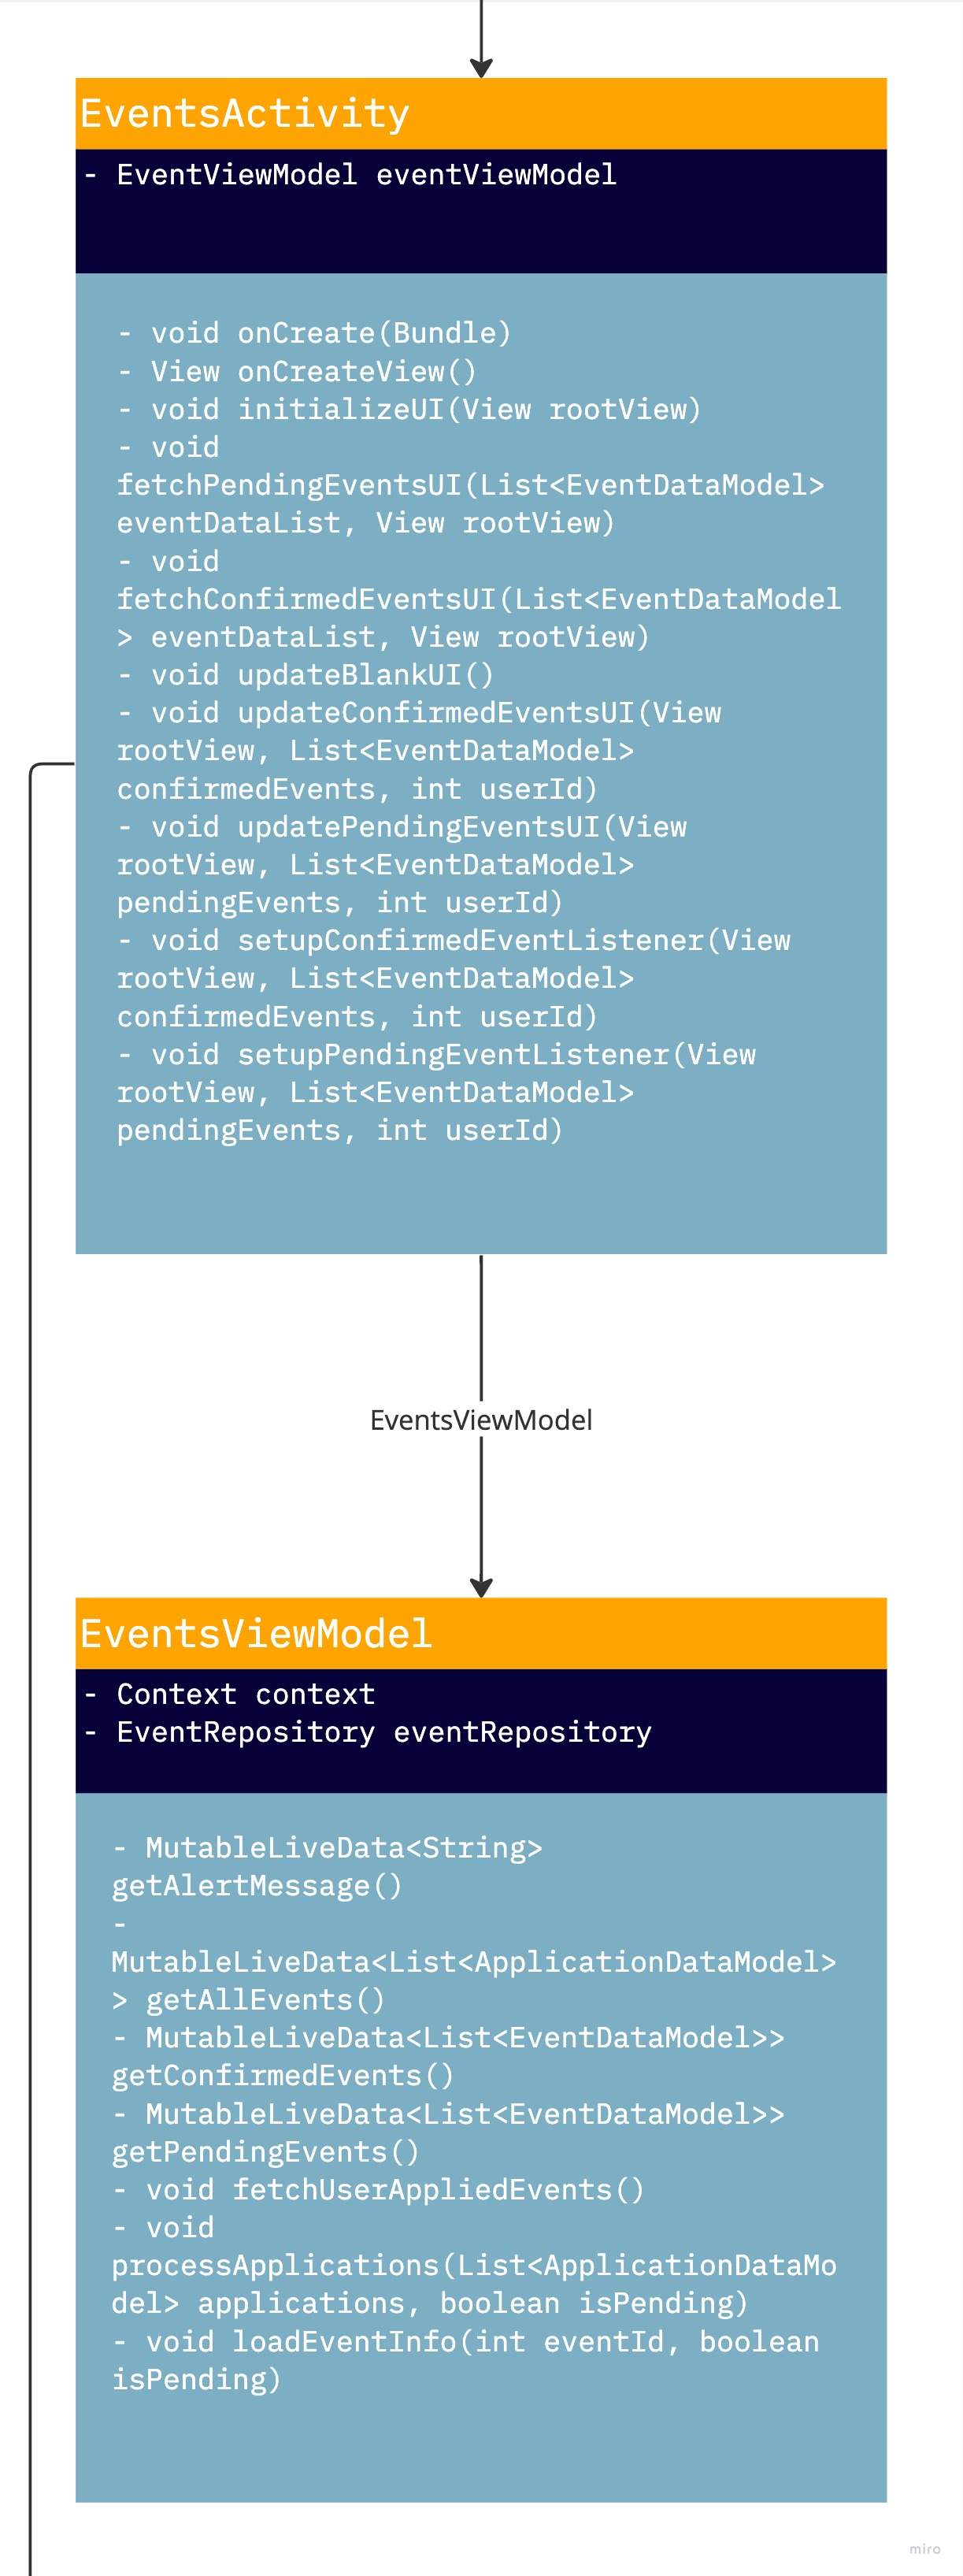 EventsActivity
- EventViewModel eventViewModel
- void onCreate(Bundle)
- View onCreateView()
- void initializeUI(View rootView)
- void
fetchPendingEventsUI(List<EventDataModel>
eventDataList, View rootView)
- void
fetchConfirmedEventsUI(List<EventDataModel
> eventDataList, View rootView)
- void updateBlankUI()
- void updateConfirmedEventsUI(View
rootView, List<EventDataModel>
confirmedEvents, int userId)
- void updatePendingEventsUI(View
rootView, List<EventDataModel>
pendingEvents, int userId)
- void setupConfirmedEventListener(View
rootView, List<EventDataModel>
confirmedEvents, int userId)
- void setupPendingEventListener(View
rootView, List<EventDataModel>
pendingEvents, int userId)
EventsViewModel
EventsViewModel
- Context context
- EventRepository eventRepository
- MutableLiveData<String>
getAlertMessage()
-
MutableLiveData<List<ApplicationDataModel>
> getAllEvents()
- MutableLiveData<List<EventDataModel>>
getConfirmedEvents()
- MutableLiveData<List<EventDataModel>>
getPendingEvents()
- void fetchUserAppliedEvents()
- void
processApplications(List<ApplicationDataMo
del> applications, boolean isPending)
- void loadEventInfo(int eventId, boolean
isPending)
miro